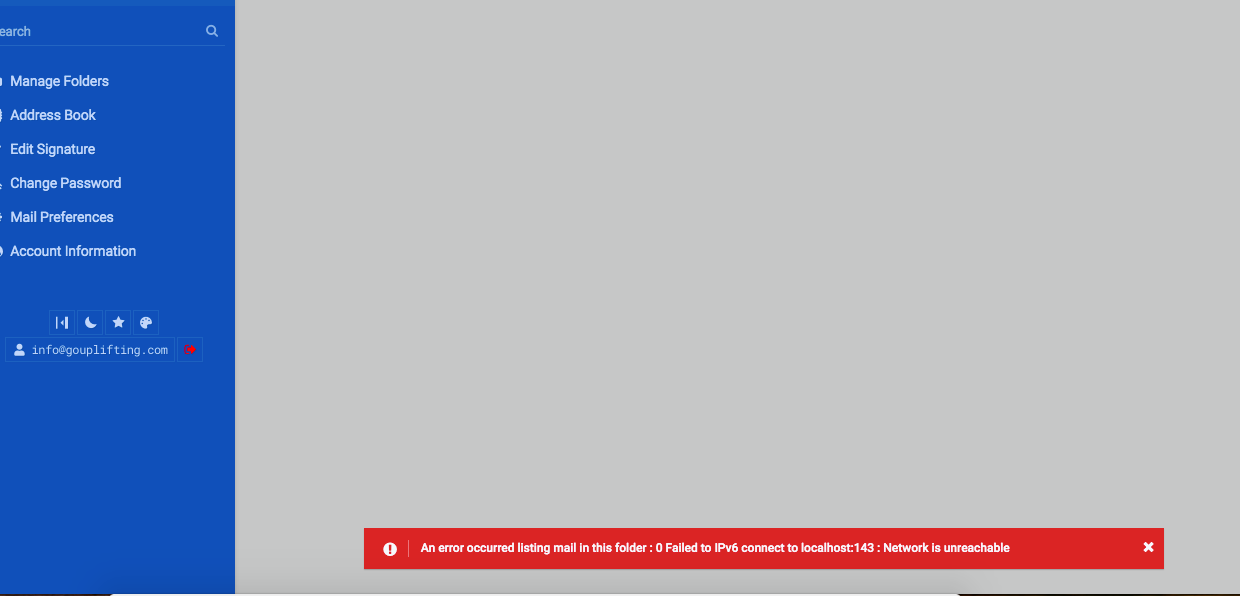 earch
Manage Folders
Address Book
Edit Signature
Change Password
Mail Preferences
Account Information
info@gouplifting.com
An error occurred listing mail in this folder : 0 Failed to IPv6 connect to localhost:143 : Network is unreachable